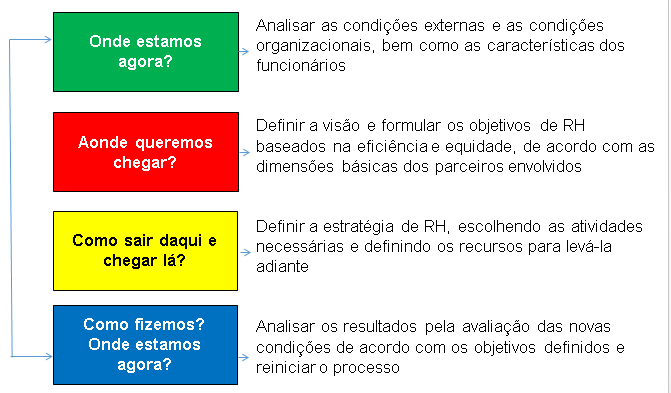 Onde estamos
agora?
Analisar as condições externas e as condições
organizacionais, bem como as características dos
funcionários
Aonde queremos
chegar?
Definir a visão e formular os objetivos de RH
baseados na eficiência e equidade, de acordo com as
dimensões básicas dos parceiros envolvidos
Como sair daqui e
chegar lá?
Definir a estratégia de RH, escolhendo as atividades
necessárias e definindo os recursos para levá-la
adiante
Como fizemos?
Onde estamos
agora?
Analisar os resultados pela avaliação das novas
condições de acordo com os objetivos definidos e
reiniciar o processo